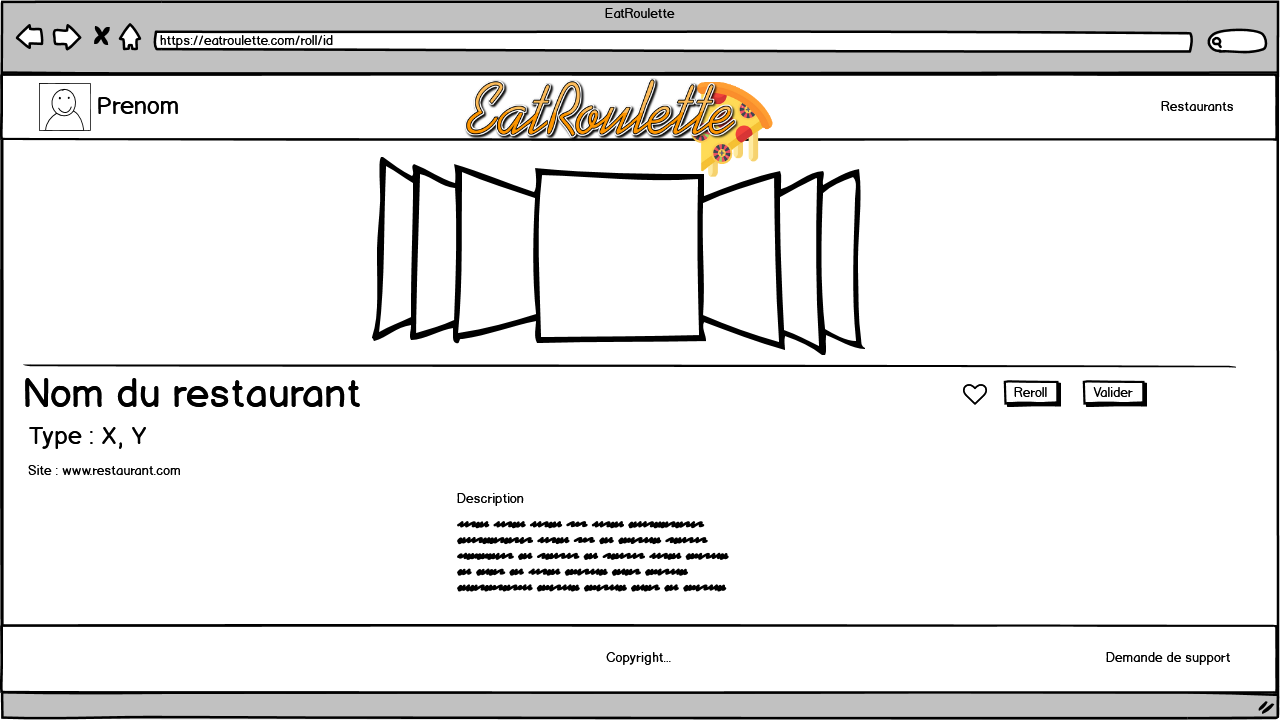 EatRoulette
https://eatroulette.com/roll/id
Prenom
EatRoulette
Restaurants
Nom du restaurant
Reroll
Valider
Type : X, Y
Site : www.restaurant.com
Description
Copyright...
Demande de support